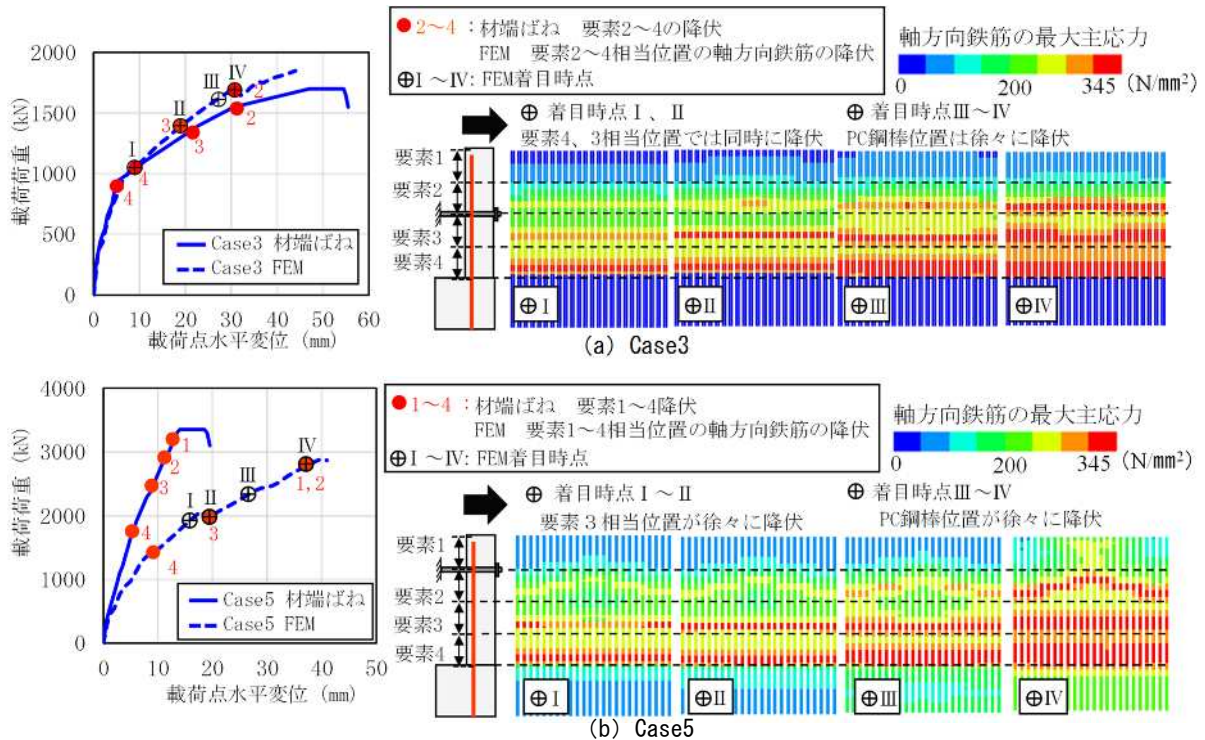 2~4：材端ばね　要素2~4の降伏
FEM　要素2~4相当位置の軸方向鉄筋の降伏
⊕Ⅰ~Ⅳ: FEM着目時点
軸方向鉄筋の最大主応力
0 200 345 (N/mm²)
載荷荷重 (kN)
2000
1500
1000
500
0
0 10 20 30 40 50 60
載荷点水平変位 (mm)
Ⅰ
Ⅱ
Ⅲ
Ⅳ
4
4
3
3
2
2
Case3 材端ばね
Case3 FEM
⊕ 着目時点Ⅰ、Ⅱ
要素4、3相当位置では同時に降伏
⊕ 着目時点Ⅲ~Ⅳ
PC鋼棒位置は徐々に降伏
要素1
要素2
要素3
要素4
⊕Ⅰ
⊕Ⅱ
⊕Ⅲ
⊕Ⅳ
(a) Case3
1~4：材端ばね　要素1~4降伏
FEM　要素1~4相当位置の軸方向鉄筋の降伏
⊕Ⅰ~Ⅳ: FEM着目時点
軸方向鉄筋の最大主応力
0 200 345 (N/mm²)
載荷荷重 (kN)
4000
3000
2000
1000
0
0 10 20 30 40 50
載荷点水平変位 (mm)
1
2
3
4
4
Ⅰ
Ⅱ
3
Ⅲ
Ⅳ
1,2
Case5 材端ばね
Case5 FEM
⊕ 着目時点Ⅰ~Ⅱ
要素３相当位置が徐々に降伏
⊕ 着目時点Ⅲ~Ⅳ
PC鋼棒位置が徐々に降伏
要素1
要素2
要素3
要素4
⊕Ⅰ
⊕Ⅱ
⊕Ⅲ
⊕Ⅳ
(b) Case5